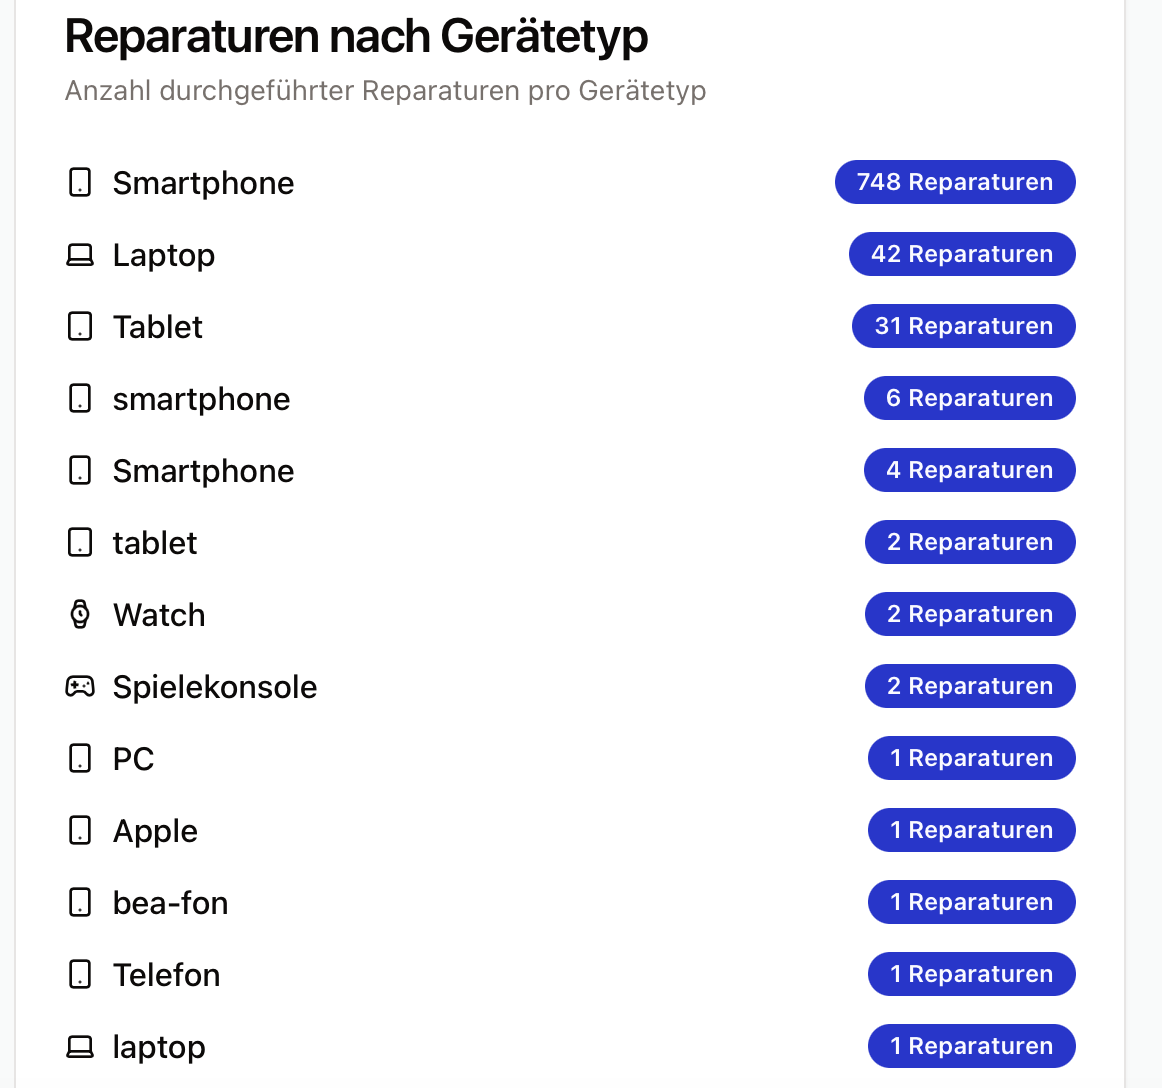 Reparaturen nach Gerätetyp
Anzahl durchgeführter Reparaturen pro Gerätetyp
Smartphone 748 Reparaturen
Laptop 42 Reparaturen
Tablet 31 Reparaturen
smartphone 6 Reparaturen
Smartphone 4 Reparaturen
tablet 2 Reparaturen
Watch 2 Reparaturen
Spielekonsole 2 Reparaturen
PC 1 Reparaturen
Apple 1 Reparaturen
bea-fon 1 Reparaturen
Telefon 1 Reparaturen
laptop 1 Reparaturen